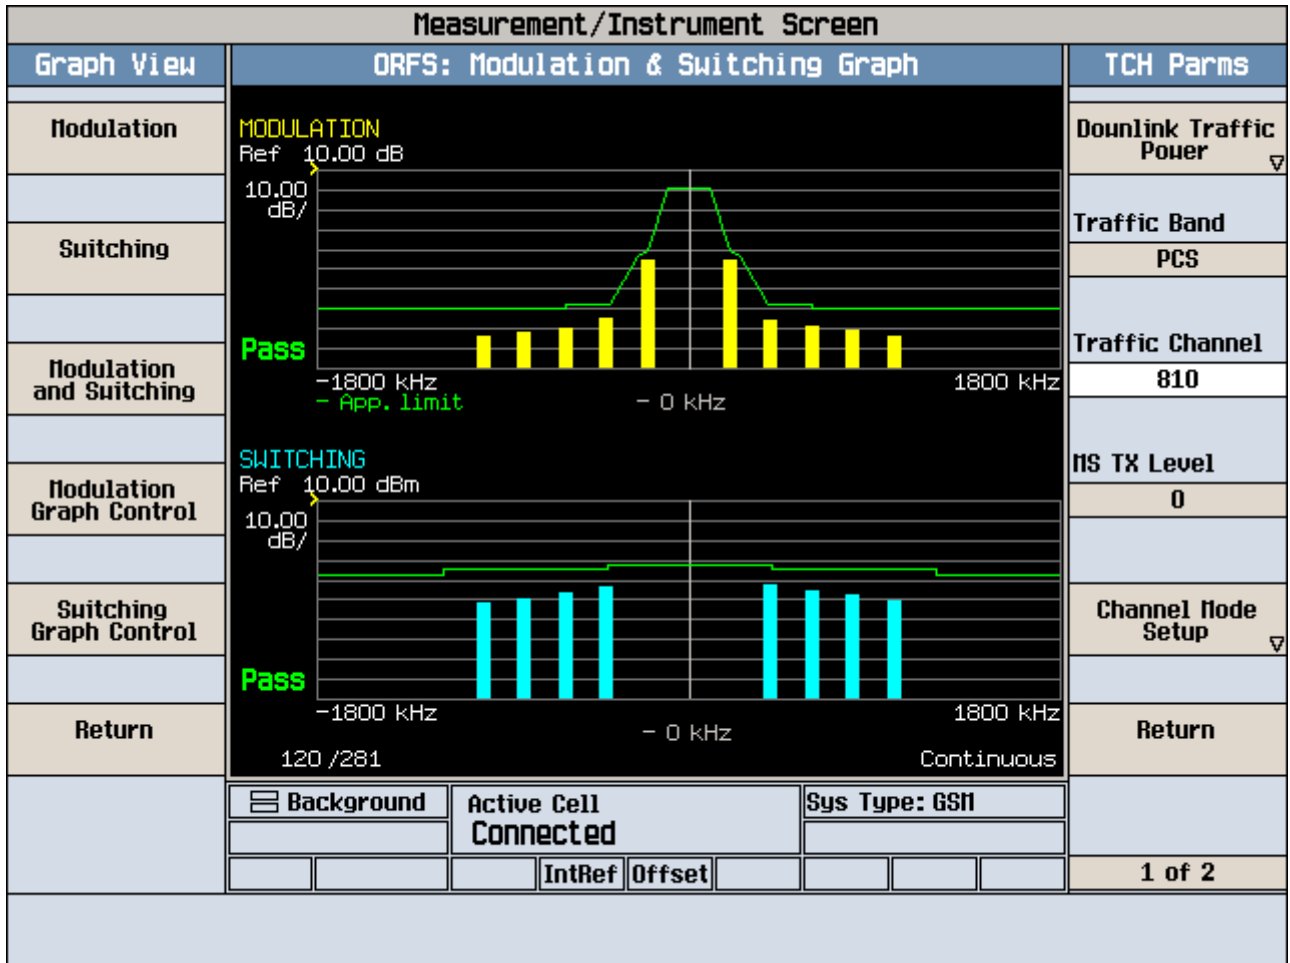 Measurement/Instrument Screen
Graph View
Modulation
Switching
Modulation
and Switching
Modulation
Graph Control
Switching
Graph Control
Return
ORFS: Modulation & Switching Graph
MODULATION
Ref 10.00 dB
10.00
dB/
Pass
-1800 kHz
1800 kHz
- App. limit
- 0 kHz
SWITCHING
Ref 10.00 dBm
10.00
dB/
Pass
-1800 kHz
1800 kHz
- 0 kHz
120 /281
Continuous
Background
Active Cell
Connected
Sys Type: GSM
IntRef
Offset
TCH Parms
Downlink Traffic
Power
Traffic Band
PCS
Traffic Channel
810
MS TX Level
0
Channel Mode
Setup
Return
1 of 2